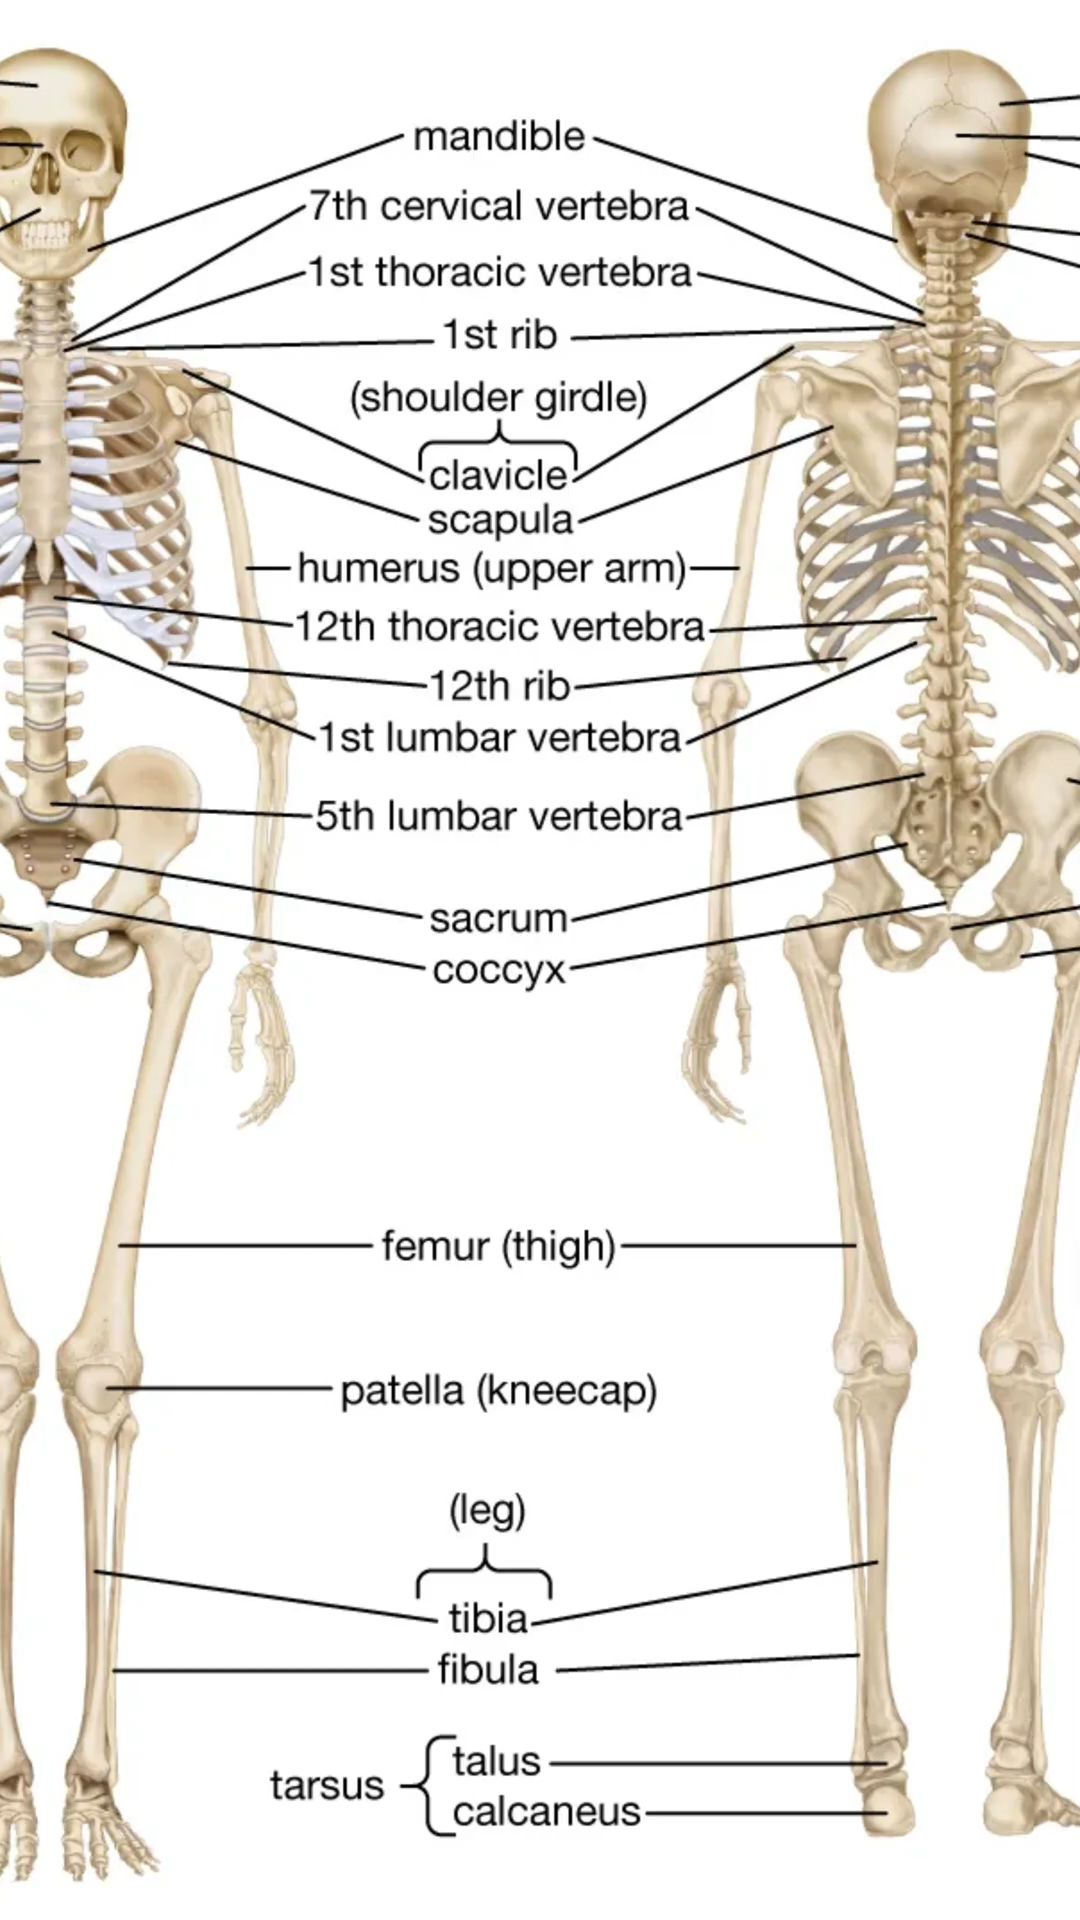 mandible
7th cervical vertebra
1st thoracic vertebra
1st rib
(shoulder girdle)
clavicle
scapula
humerus (upper arm)
12th thoracic vertebra
12th rib
1st lumbar vertebra
5th lumbar vertebra
sacrum
coccyx
femur (thigh)
patella (kneecap)
(leg)
tibia
fibula
talus
tarsus
calcaneus